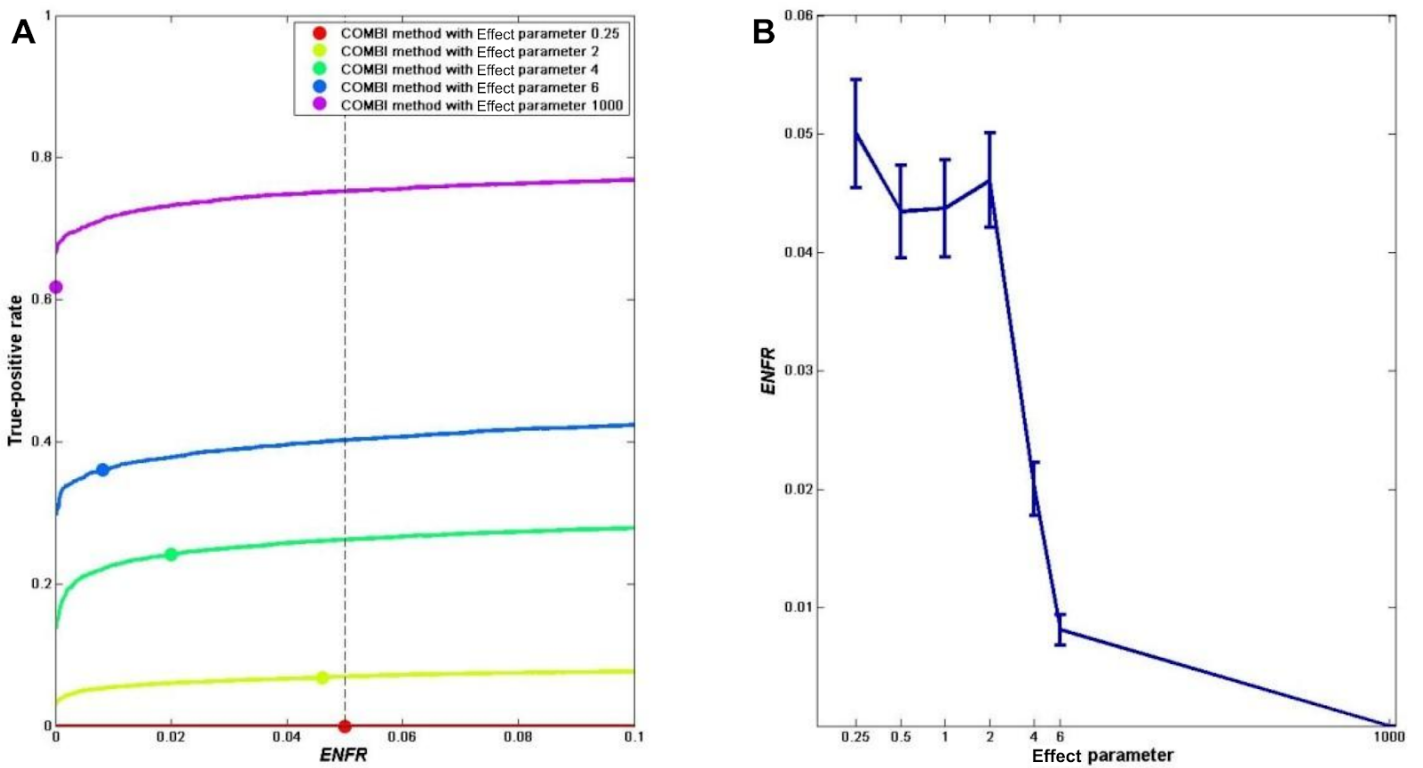 A
1
0.8
0.6
0.4
0.2
0
True-positive rate
COMBI method with Effect parameter 0.25
COMBI method with Effect parameter 2
COMBI method with Effect parameter 4
COMBI method with Effect parameter 6
COMBI method with Effect parameter 1000
0 0.02 0.04 0.06 0.08 0.1
ENFR
B
0.06
0.05
0.04
0.03
0.02
0.01
ENFR
0.25 0.5 1 2 4 6 1000
Effect parameter